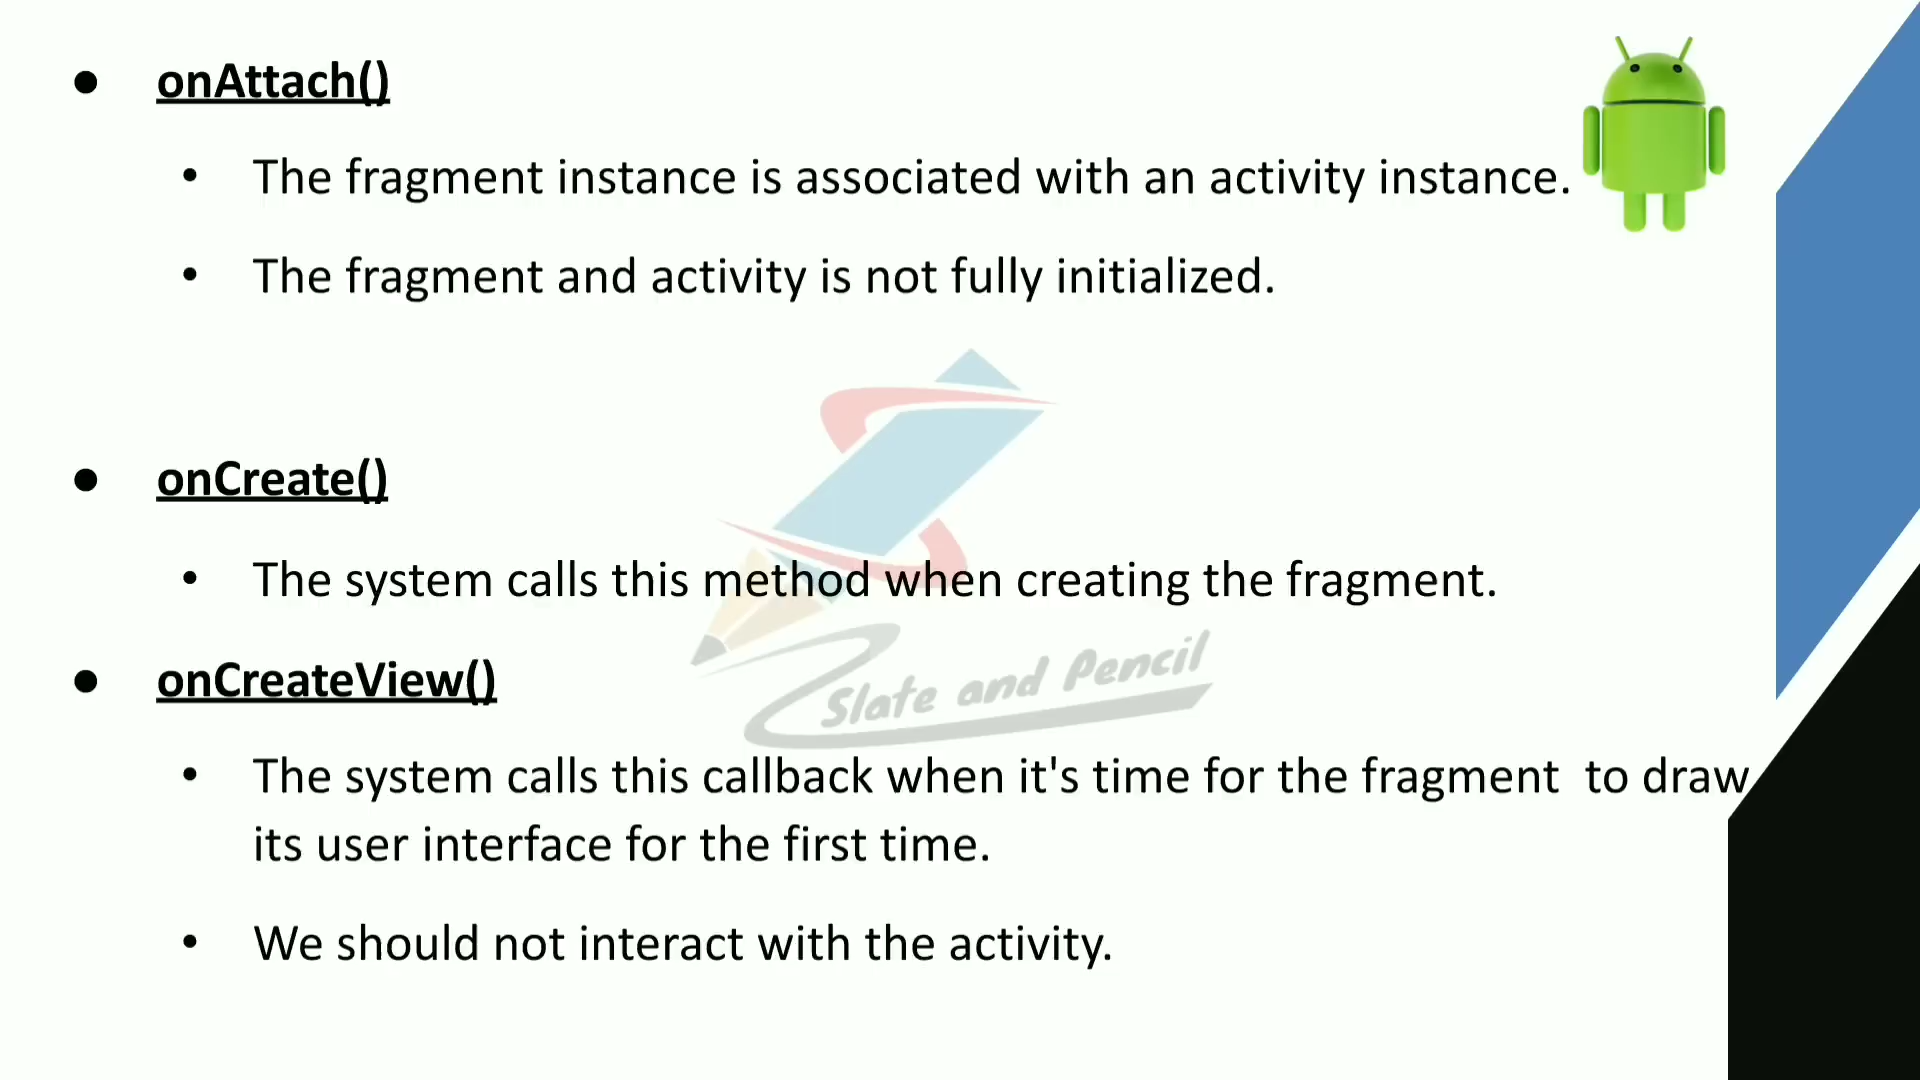 ● onAttach()
• The fragment instance is associated with an activity instance.
• The fragment and activity is not fully initialized.
● onCreate()
• The system calls this method when creating the fragment.
● onCreateView()
Slate and Pencil
• The system calls this callback when it's time for the fragment  to draw
its user interface for the first time.
• We should not interact with the activity.